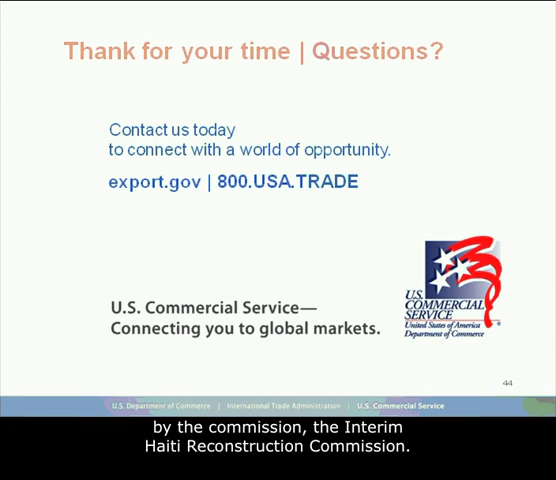 Thank for your time | Questions?
Contact us today
to connect with a world of opportunity.
export.gov | 800.USA.TRADE
U.S. Commercial Service—
Connecting you to global markets.
U.S.
COMMERCIAL
SERVICE
United States of America
Department of Commerce
44
U.S. Department of Commerce | International Trade Administration | U.S. Commercial Service
by the commission, the Interim
Haiti Reconstruction Commission.